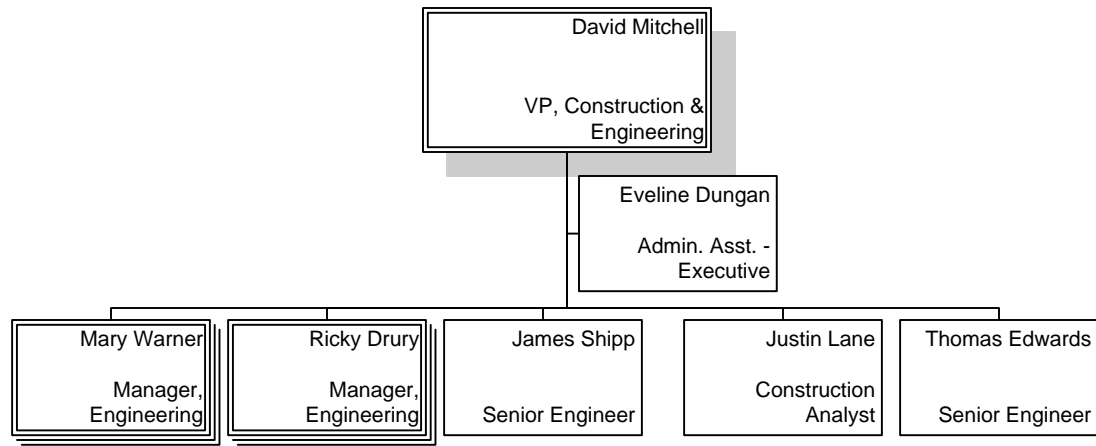 David Mitchell
VP, Construction &
Engineering
Eveline Dungan
Admin. Asst. -
Executive
Mary Warner
Manager,
Engineering
Ricky Drury
Manager,
Engineering
James Shipp
Senior Engineer
Justin Lane
Construction
Analyst
Thomas Edwards
Senior Engineer